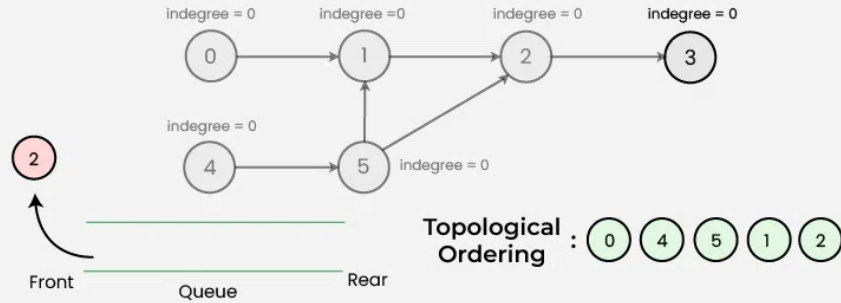 indegree = 0
indegree =0
indegree = 0
indegree = 0
0
1
2
3
indegree = 0
2
4
5
indegree = 0
Topological
Ordering
:
0
4
5
1
2
Front
Queue
Rear